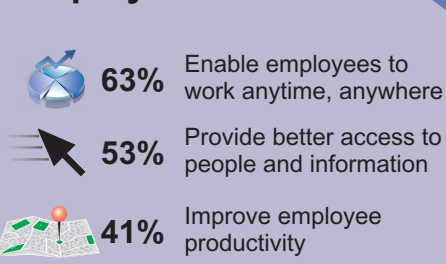 63% Enable employees to
work anytime, anywhere
53% Provide better access to
people and information
41% Improve employee
productivity